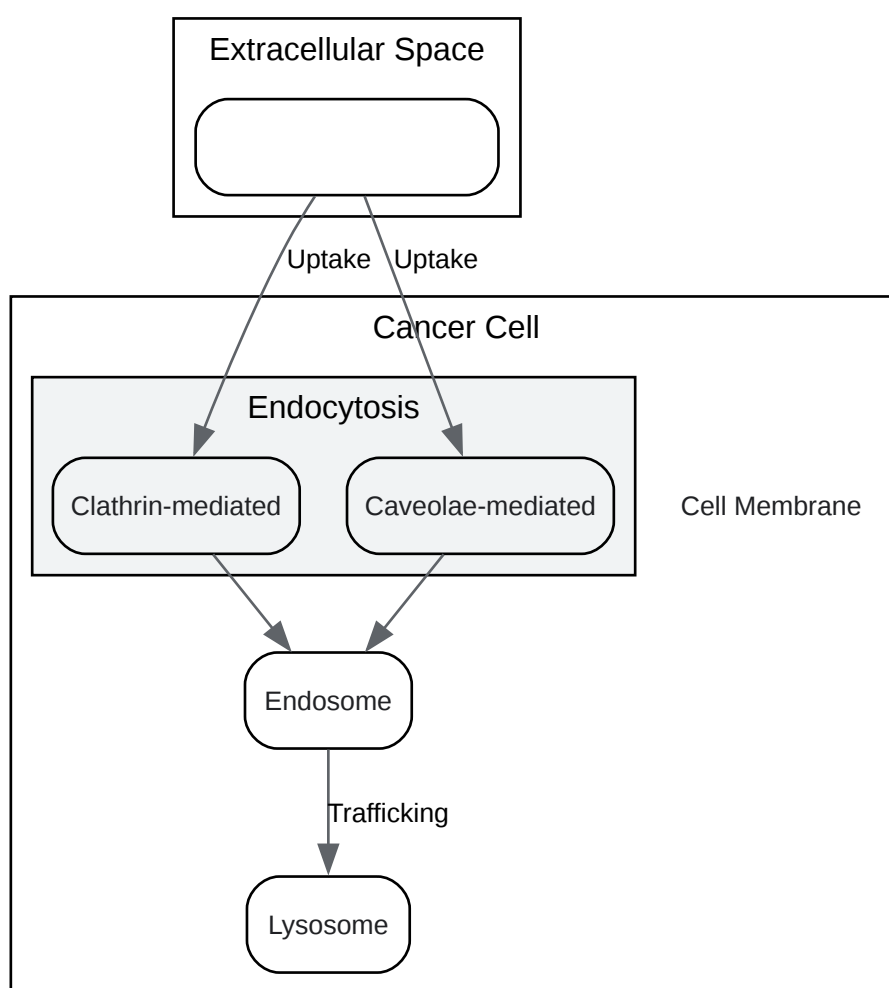 Extracellular Space
Uptake
Uptake
Cancer Cell
Endocytosis
Clathrin-mediated
Caveolae-mediated
Cell Membrane
Endosome
Trafficking
Lysosome